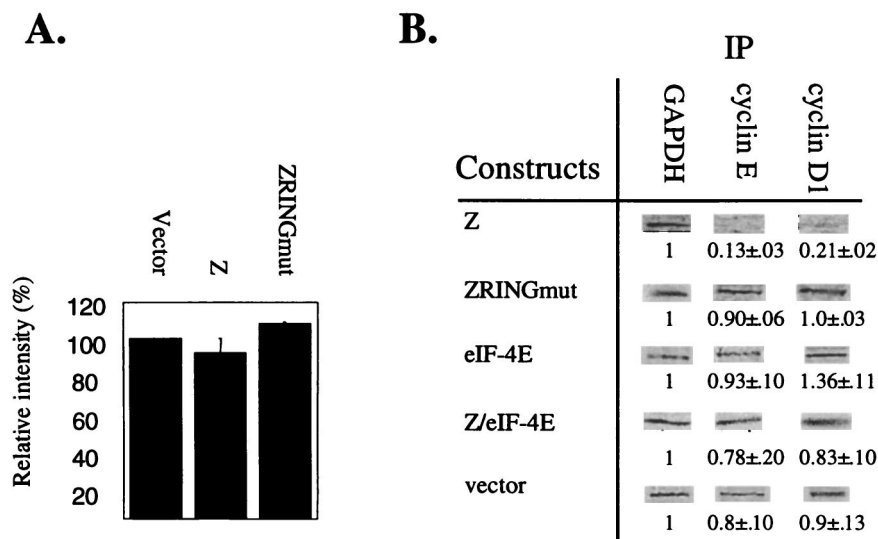 A.
Vector
Z
ZRINGmut
Relative intensity (%)
120
100
80
60
40
20
B.
IP
Constructs
GAPDH
cyclin E
cyclin D1
Z
1 0.13±.03 0.21±.02
ZRINGmut
1 0.90±.06 1.0±.03
eIF-4E
1 0.93±.10 1.36±.11
Z/eIF-4E
1 0.78±.20 0.83±.10
vector
1 0.8±.10 0.9±.13